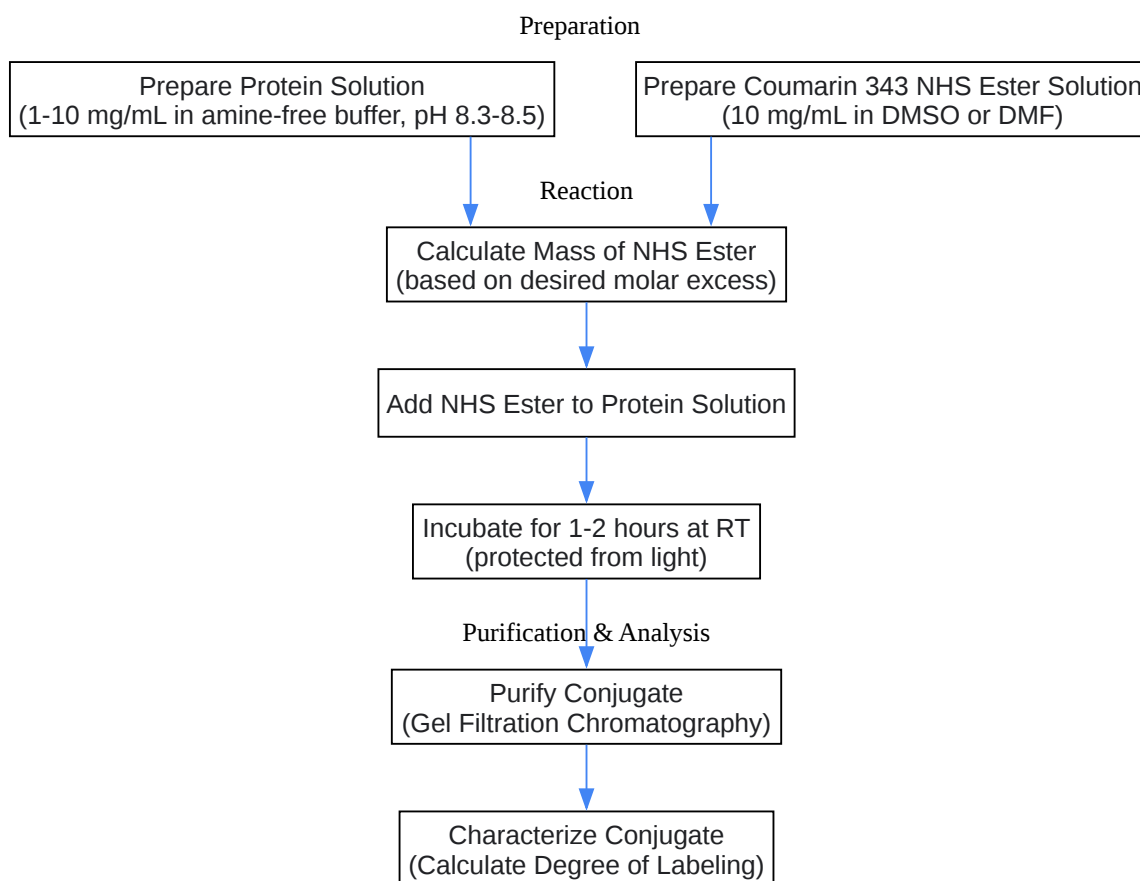 Preparation
Prepare Protein Solution
(1-10 mg/mL in amine-free buffer, pH 8.3-8.5)
Prepare Coumarin 343 NHS Ester Solution
(10 mg/mL in DMSO or DMF)
Reaction
Calculate Mass of NHS Ester
(based on desired molar excess)
Add NHS Ester to Protein Solution
Incubate for 1-2 hours at RT
(protected from light)
Purification & Analysis
Purify Conjugate
(Gel Filtration Chromatography)
Characterize Conjugate
(Calculate Degree of Labeling)